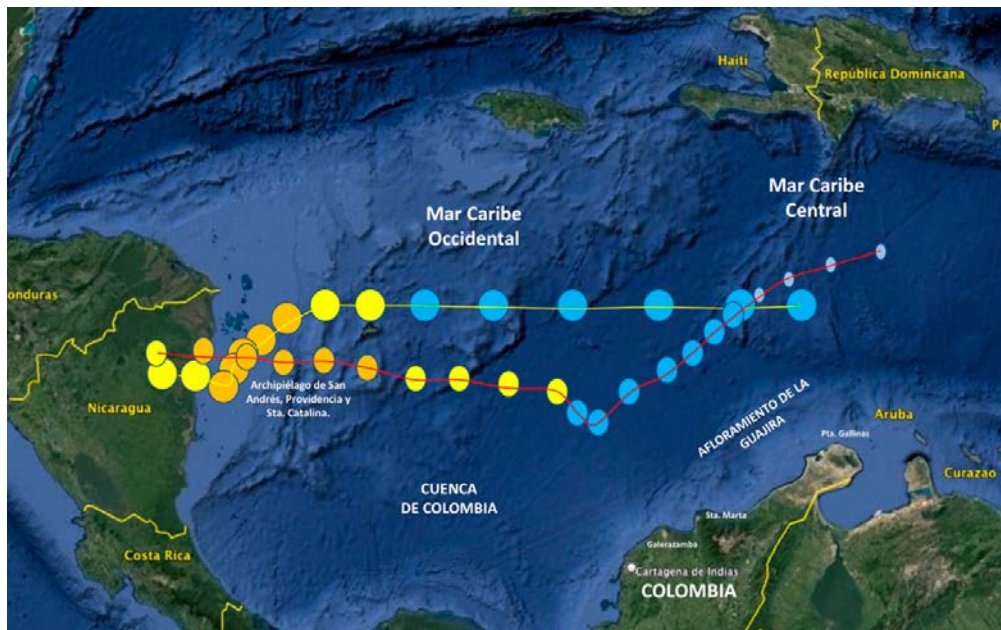 Haiti
República Dominicana
P
Mar Caribe
Occidental
Mar Caribe
Central
onduras
Archipiélago de San
Andrés, Providencia y
Sta. Catalina.
Nicaragua
AFLORAMIENTO DE LA
GUAJIRA
Aruba
Pta. Gallinas
Curazao
CUENCA
DE COLOMBIA
Sta. Marta
Galerazamba
Costa Rica
Cartagena de Indias
COLOMBIA